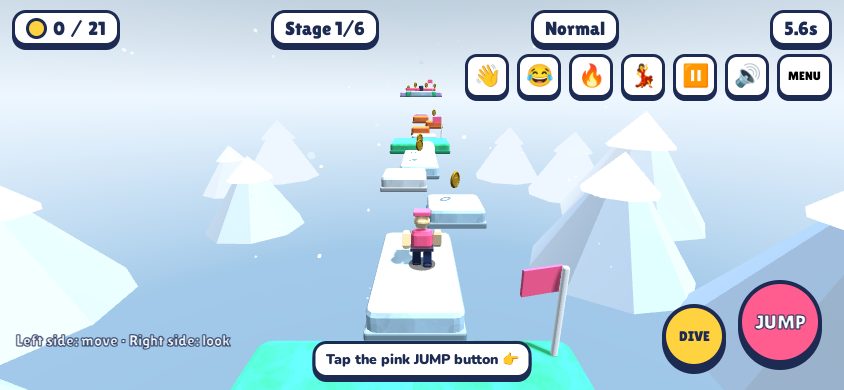 0 / 21
Stage 1/6
Normal
5.6s
MENU
Left side: move · Right side: look
Tap the pink JUMP button 👉
DIVE
JUMP